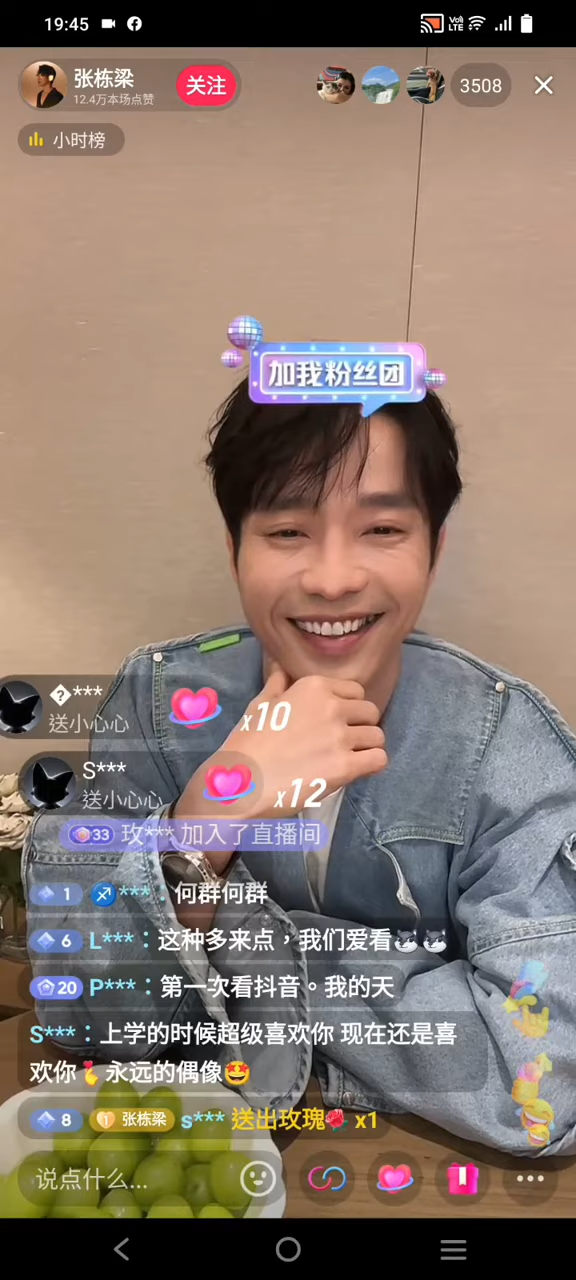 19:45
VoLTE
张栋梁
12.4万本场点赞
关注
3508
小时榜
加我粉丝团
�***
送小心心
x10
S***
送小心心
x12
33 玫*** 加入了直播间
1 ♐***：何群何群
6 L***：这种多来点，我们爱看🦝🦝
20 P***：第一次看抖音。我的天
S***：上学的时候超级喜欢你 现在还是喜
欢你🫰永远的偶像🤩
8 1 张栋梁 s*** 送出玫瑰🌹 x1
说点什么...